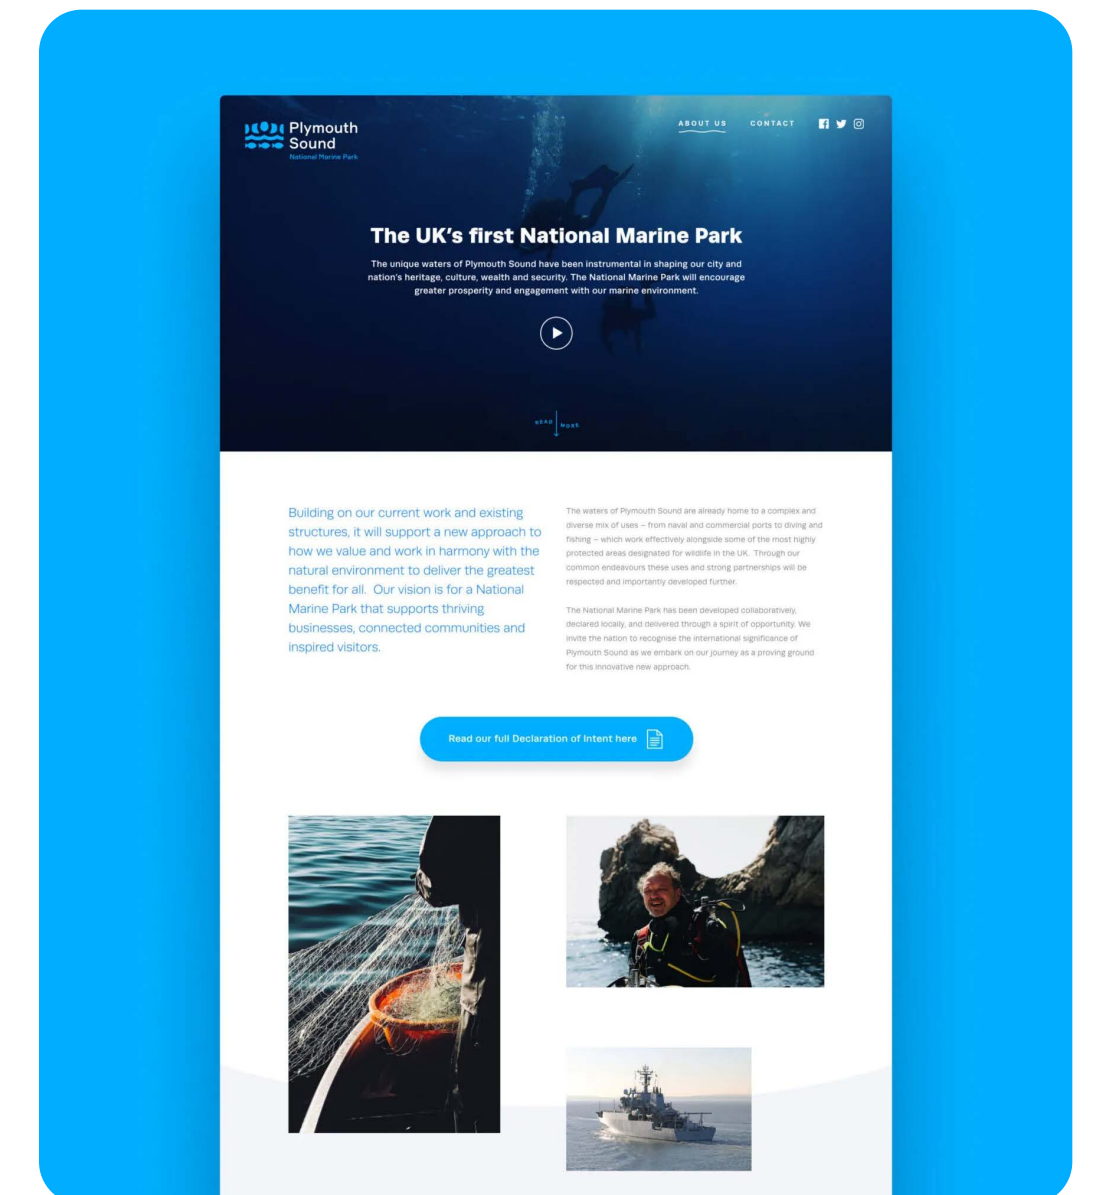 Plymouth
Sound
National Marine Park
ABOUT US
CONTACT
The UK's first National Marine Park
The unique waters of Plymouth Sound have been instrumental in shaping our city and
nation's heritage, culture, wealth and security. The National Marine Park will encourage
greater prosperity and engagement with our marine environment.
READ MORE
Building on our current work and existing
structures, it will support a new approach to
how we value and work in harmony with the
natural environment to deliver the greatest
benefit for all.  Our vision is for a National
Marine Park that supports thriving
businesses, connected communities and
inspired visitors.
The waters of Plymouth Sound are already home to a complex and
diverse mix of uses – from naval and commercial ports to diving and
fishing – which work effectively alongside some of the most highly
protected areas designated for wildlife in the UK.  Through our
common endeavours these uses and strong partnerships will be
respected and importantly developed further.
The National Marine Park has been developed collaboratively,
declared locally, and delivered through a spirit of opportunity. We
invite the nation to recognise the international significance of
Plymouth Sound as we embark on our journey as a proving ground
for this innovative new approach.
Read our full Declaration of Intent here